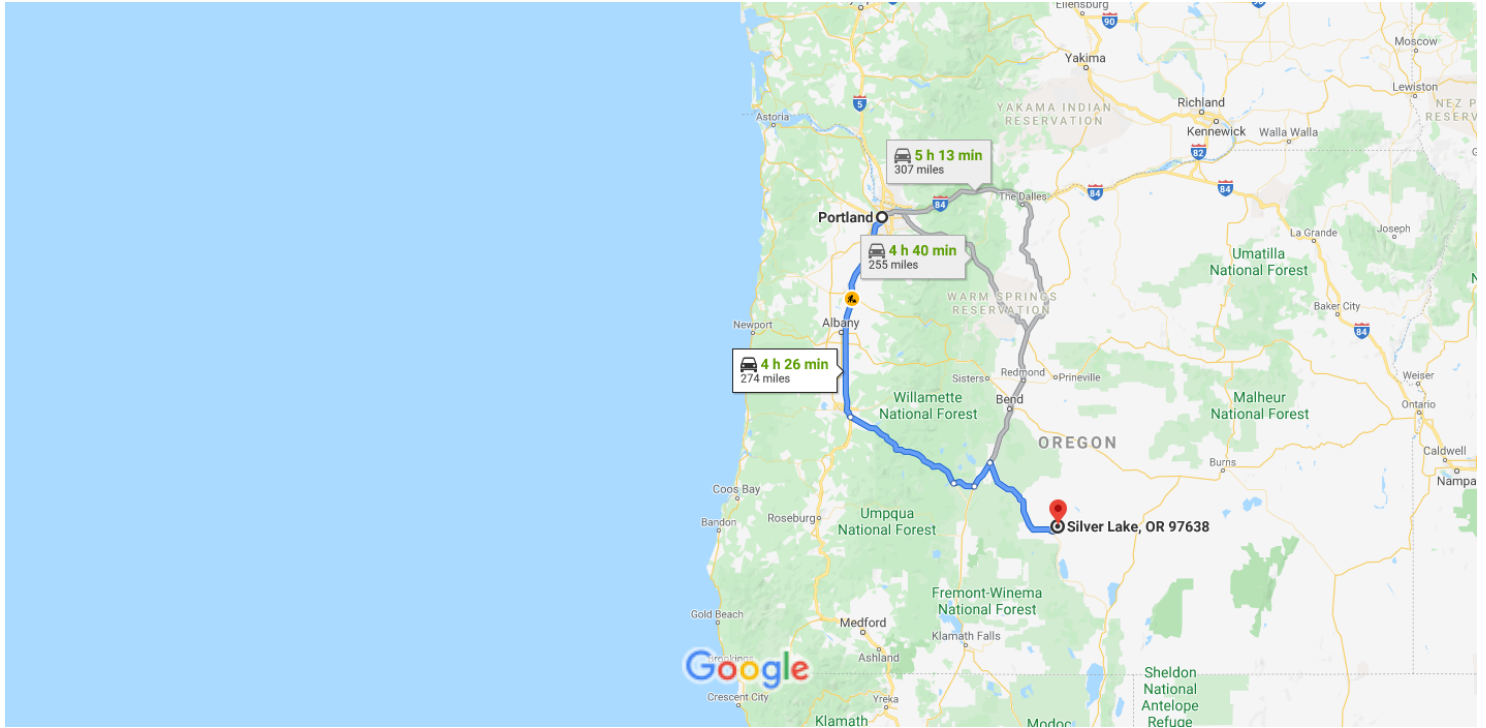 Ellensburg
90
90
Moscow
Yakima
Lewiston
5
YAKAMA INDIAN
RESERVATION
Richland
NEZ P
RESERV
Astoria
Kennewick
Walla Walla
82
5 h 13 min
307 miles
84
84
The Dalles
84
Portland
La Grande
Joseph
4 h 40 min
255 miles
Umatilla
National Forest
WARM SPRINGS
RESERVATION
Baker City
Newport
Albany
84
4 h 26 min
274 miles
Sisters
Redmond
Prineville
Weiser
Willamette
National Forest
Bend
Malheur
National Forest
Ontario
OREGON
Caldwell
Burns
Nampa
Coos Bay
Roseburg
Umpqua
National Forest
Bandon
Silver Lake, OR 97638
Fremont-Winema
National Forest
Gold Beach
Medford
Klamath Falls
Ashland
Brookings
Google
Crescent City
Yreka
Sheldon
National
Antelope
Refuge
Klamath
Modoc